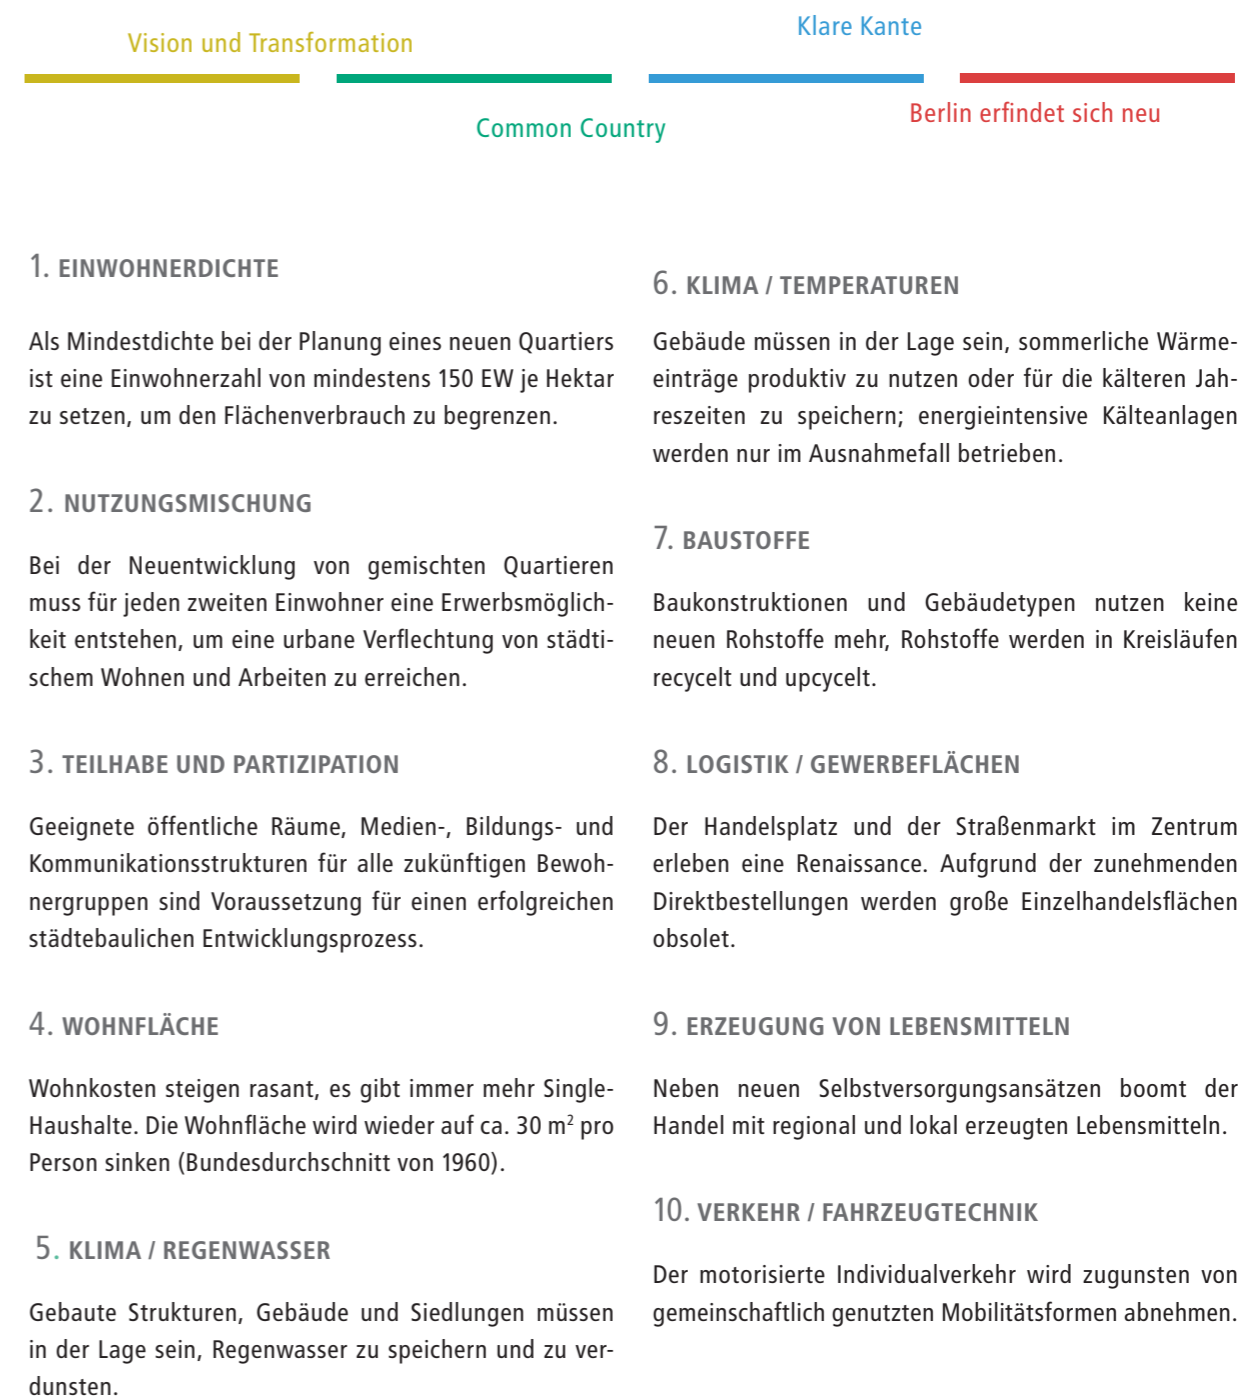 Vision und Transformation
Klare Kante
Common Country
Berlin erfindet sich neu
1. EINWOHNERDICHTE
Als Mindestdichte bei der Planung eines neuen Quartiers
ist eine Einwohnerzahl von mindestens 150 EW je Hektar
zu setzen, um den Flächenverbrauch zu begrenzen.
2. NUTZUNGSMISCHUNG
Bei der Neuentwicklung von gemischten Quartieren
muss für jeden zweiten Einwohner eine Erwerbsmöglich-
keit entstehen, um eine urbane Verflechtung von städti-
schem Wohnen und Arbeiten zu erreichen.
3. TEILHABE UND PARTIZIPATION
Geeignete öffentliche Räume, Medien-, Bildungs- und
Kommunikationsstrukturen für alle zukünftigen Bewoh-
nergruppen sind Voraussetzung für einen erfolgreichen
städtebaulichen Entwicklungsprozess.
4. WOHNFLÄCHE
Wohnkosten steigen rasant, es gibt immer mehr Single-
Haushalte. Die Wohnfläche wird wieder auf ca. 30 m² pro
Person sinken (Bundesdurchschnitt von 1960).
5. KLIMA / REGENWASSER
Gebaute Strukturen, Gebäude und Siedlungen müssen
in der Lage sein, Regenwasser zu speichern und zu ver-
dunsten.
6. KLIMA / TEMPERATUREN
Gebäude müssen in der Lage sein, sommerliche Wärme-
einträge produktiv zu nutzen oder für die kälteren Jah-
reszeiten zu speichern; energieintensive Kälteanlagen
werden nur im Ausnahmefall betrieben.
7. BAUSTOFFE
Baukonstruktionen und Gebäudetypen nutzen keine
neuen Rohstoffe mehr, Rohstoffe werden in Kreisläufen
recycelt und upcycelt.
8. LOGISTIK / GEWERBEFLÄCHEN
Der Handelsplatz und der Straßenmarkt im Zentrum
erleben eine Renaissance. Aufgrund der zunehmenden
Direktbestellungen werden große Einzelhandelsflächen
obsolet.
9. ERZEUGUNG VON LEBENSMITTELN
Neben neuen Selbstversorgungsansätzen boomt der
Handel mit regional und lokal erzeugten Lebensmitteln.
10. VERKEHR / FAHRZEUGTECHNIK
Der motorisierte Individualverkehr wird zugunsten von
gemeinschaftlich genutzten Mobilitätsformen abnehmen.